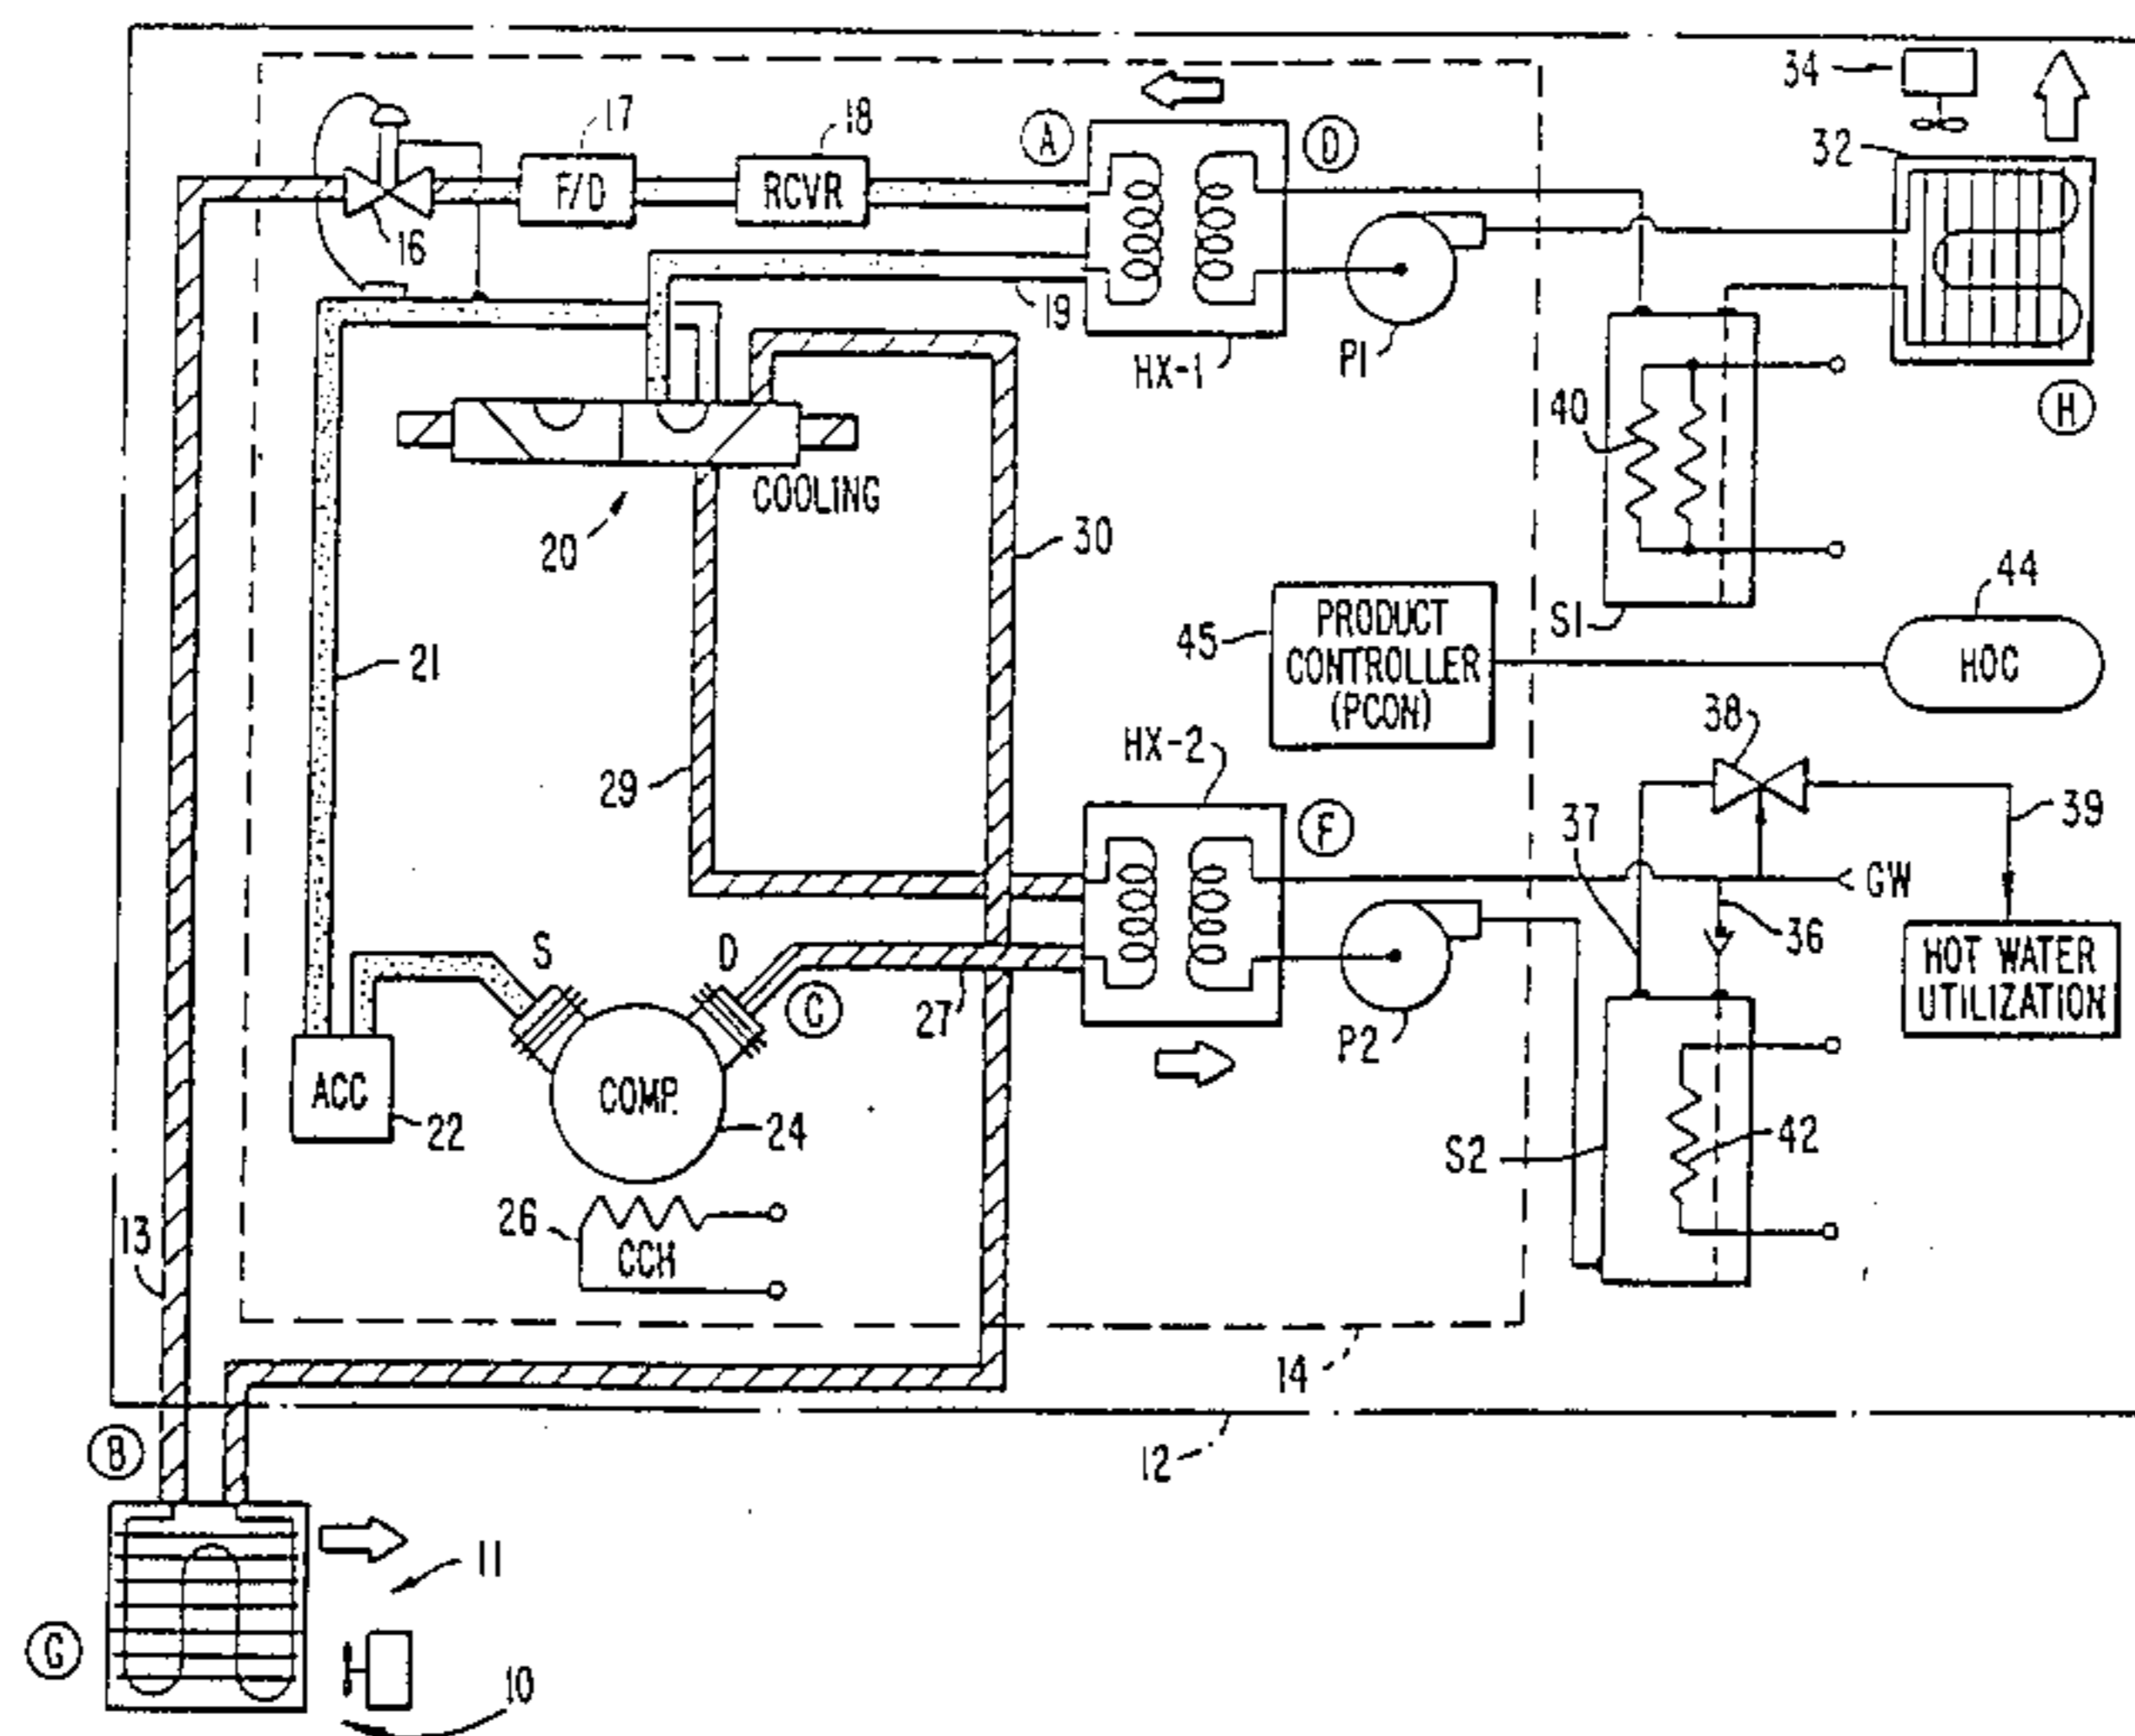 34
17
18
A
D
32
F/D
RCVR
16
19
HX-1
P1
H
40
COOLING
20
30
S1
44
45
PRODUCT
CONTROLLER
(PCON)
HOC
21
38
HX-2
29
F
37
39
GW
36
S
D
C
27
P2
HOT WATER
UTILIZATION
ACC
22
COMP.
24
S2
42
13
26
CCH
14
12
B
11
G
10